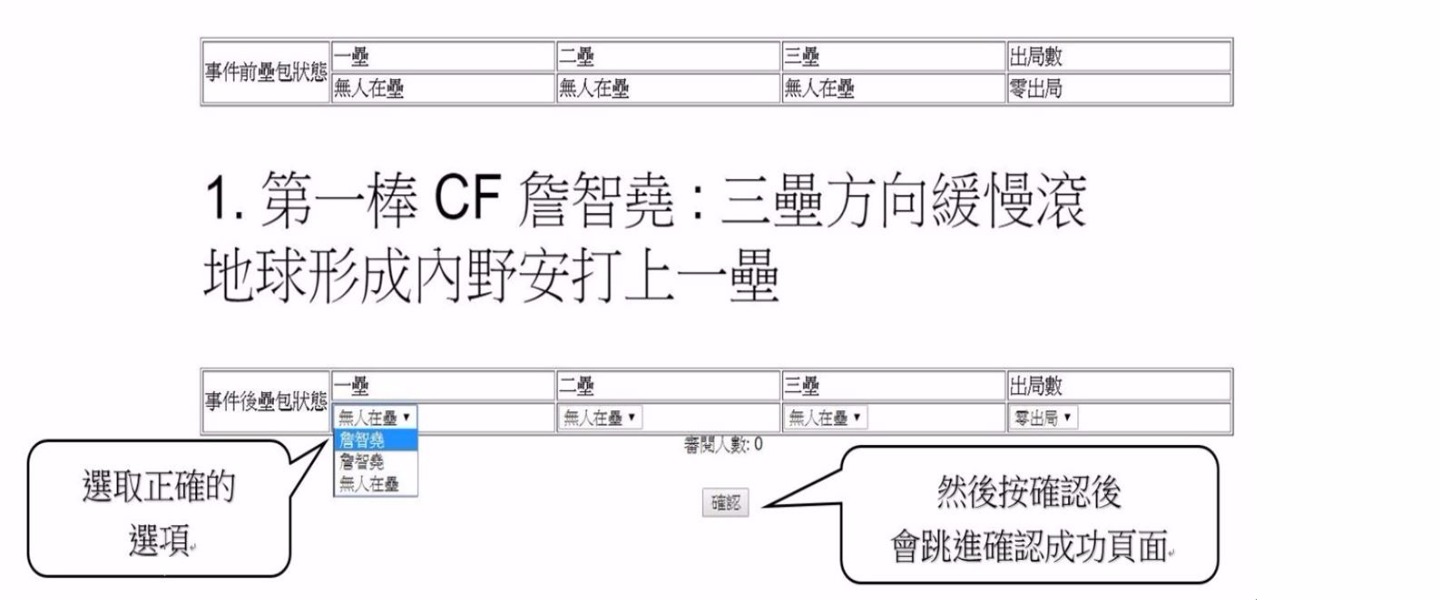 事件前壘包狀態 一壘 二壘 三壘 出局數
無人在壘 無人在壘 無人在壘 零出局
1. 第一棒 CF 詹智堯 : 三壘方向緩慢滾
地球形成內野安打上一壘
事件後壘包狀態 一壘 二壘 三壘 出局數
無人在壘 無人在壘 無人在壘 零出局
詹智堯
詹智堯
無人在壘
審閱人數: 0
確認
選取正確的
選項
然後按確認後
會跳進確認成功頁面